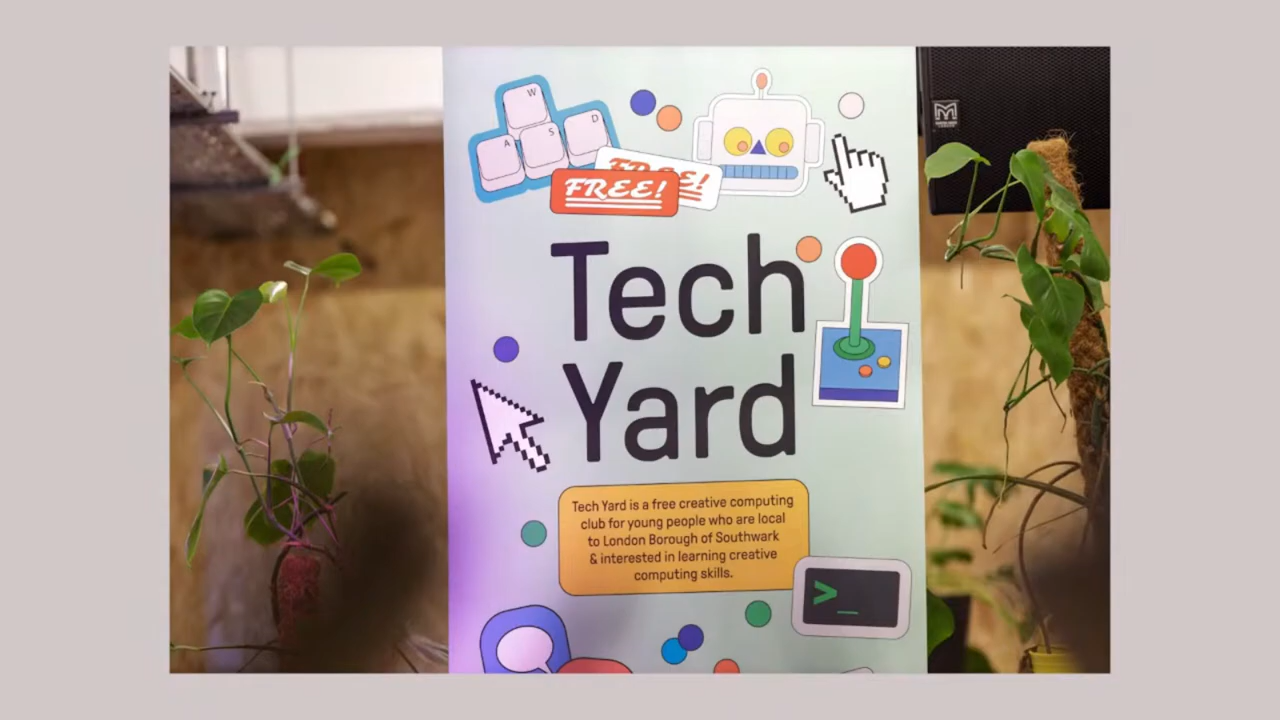 W
A S D
FREE!
FREE!
Tech
Yard
Tech Yard is a free creative computing
club for young people who are local
to London Borough of Southwark
& interested in learning creative
computing skills.
>_